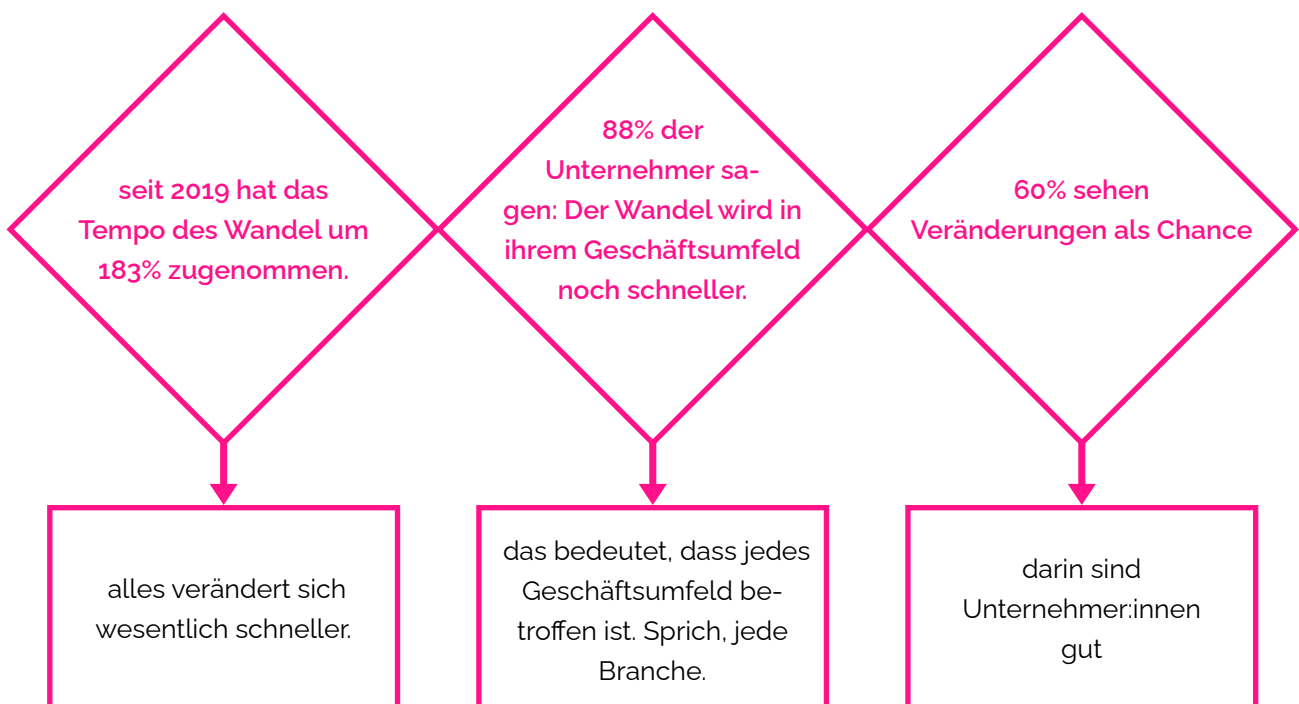 seit 2019 hat das
Tempo des Wandel um
183% zugenommen.
88% der
Unternehmer sa-
gen: Der Wandel wird in
ihrem Geschäftsumfeld
noch schneller.
60% sehen
Veränderungen als Chance
alles verändert sich
wesentlich schneller.
das bedeutet, dass jedes
Geschäftsumfeld be-
troffen ist. Sprich, jede
Branche.
darin sind
Unternehmer:innen
gut